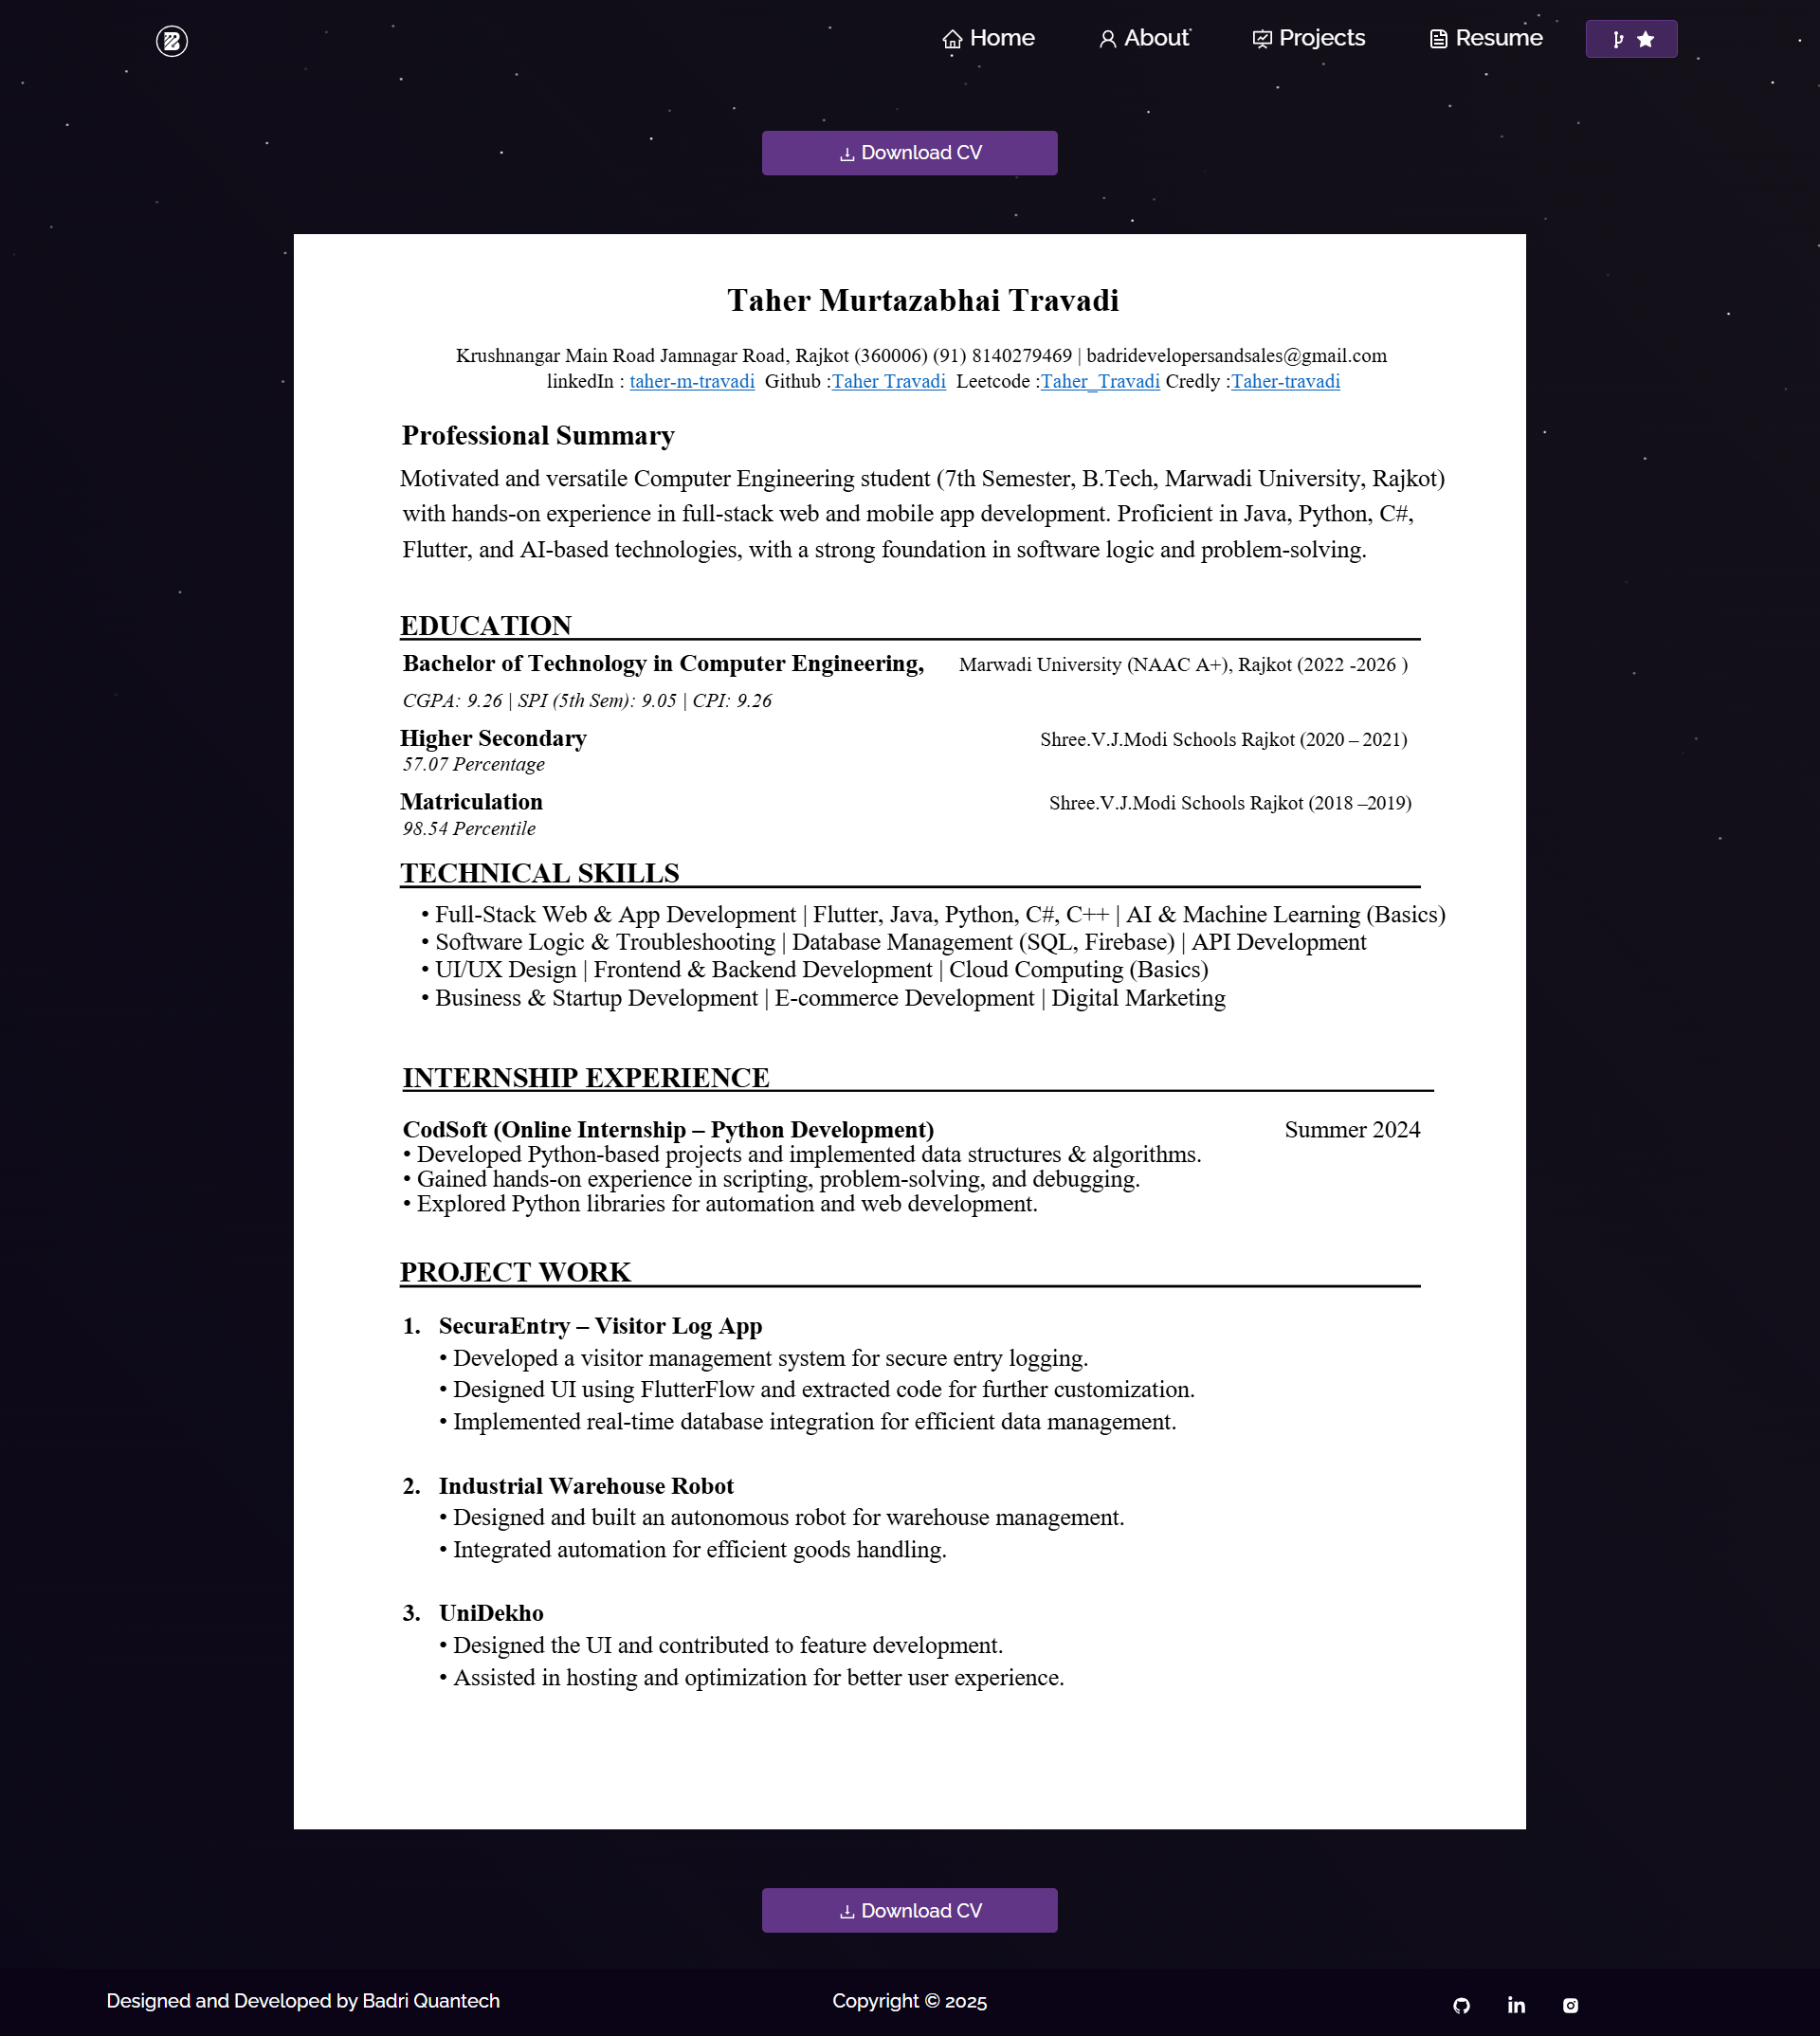 B
Home About Projects Resume
Download CV
Taher Murtazabhai Travadi
Krushnangar Main Road Jamnagar Road, Rajkot (360006) (91) 8140279469 | badridevelopersandsales@gmail.com
linkedIn : taher-m-travadi Github :Taher Travadi Leetcode :Taher_Travadi Credly :Taher-travadi
Professional Summary
Motivated and versatile Computer Engineering student (7th Semester, B.Tech, Marwadi University, Rajkot)
with hands-on experience in full-stack web and mobile app development. Proficient in Java, Python, C#,
Flutter, and AI-based technologies, with a strong foundation in software logic and problem-solving.
EDUCATION
Bachelor of Technology in Computer Engineering, Marwadi University (NAAC A+), Rajkot (2022 -2026 )
CGPA: 9.26 | SPI (5th Sem): 9.05 | CPI: 9.26
Higher Secondary Shree.V.J.Modi Schools Rajkot (2020 – 2021)
57.07 Percentage
Matriculation Shree.V.J.Modi Schools Rajkot (2018 –2019)
98.54 Percentile
TECHNICAL SKILLS
• Full-Stack Web & App Development | Flutter, Java, Python, C#, C++ | AI & Machine Learning (Basics)
• Software Logic & Troubleshooting | Database Management (SQL, Firebase) | API Development
• UI/UX Design | Frontend & Backend Development | Cloud Computing (Basics)
• Business & Startup Development | E-commerce Development | Digital Marketing
INTERNSHIP EXPERIENCE
CodSoft (Online Internship – Python Development) Summer 2024
• Developed Python-based projects and implemented data structures & algorithms.
• Gained hands-on experience in scripting, problem-solving, and debugging.
• Explored Python libraries for automation and web development.
PROJECT WORK
1. SecuraEntry – Visitor Log App
• Developed a visitor management system for secure entry logging.
• Designed UI using FlutterFlow and extracted code for further customization.
• Implemented real-time database integration for efficient data management.
2. Industrial Warehouse Robot
• Designed and built an autonomous robot for warehouse management.
• Integrated automation for efficient goods handling.
3. UniDekho
• Designed the UI and contributed to feature development.
• Assisted in hosting and optimization for better user experience.
Download CV
Designed and Developed by Badri Quantech Copyright © 2025 in